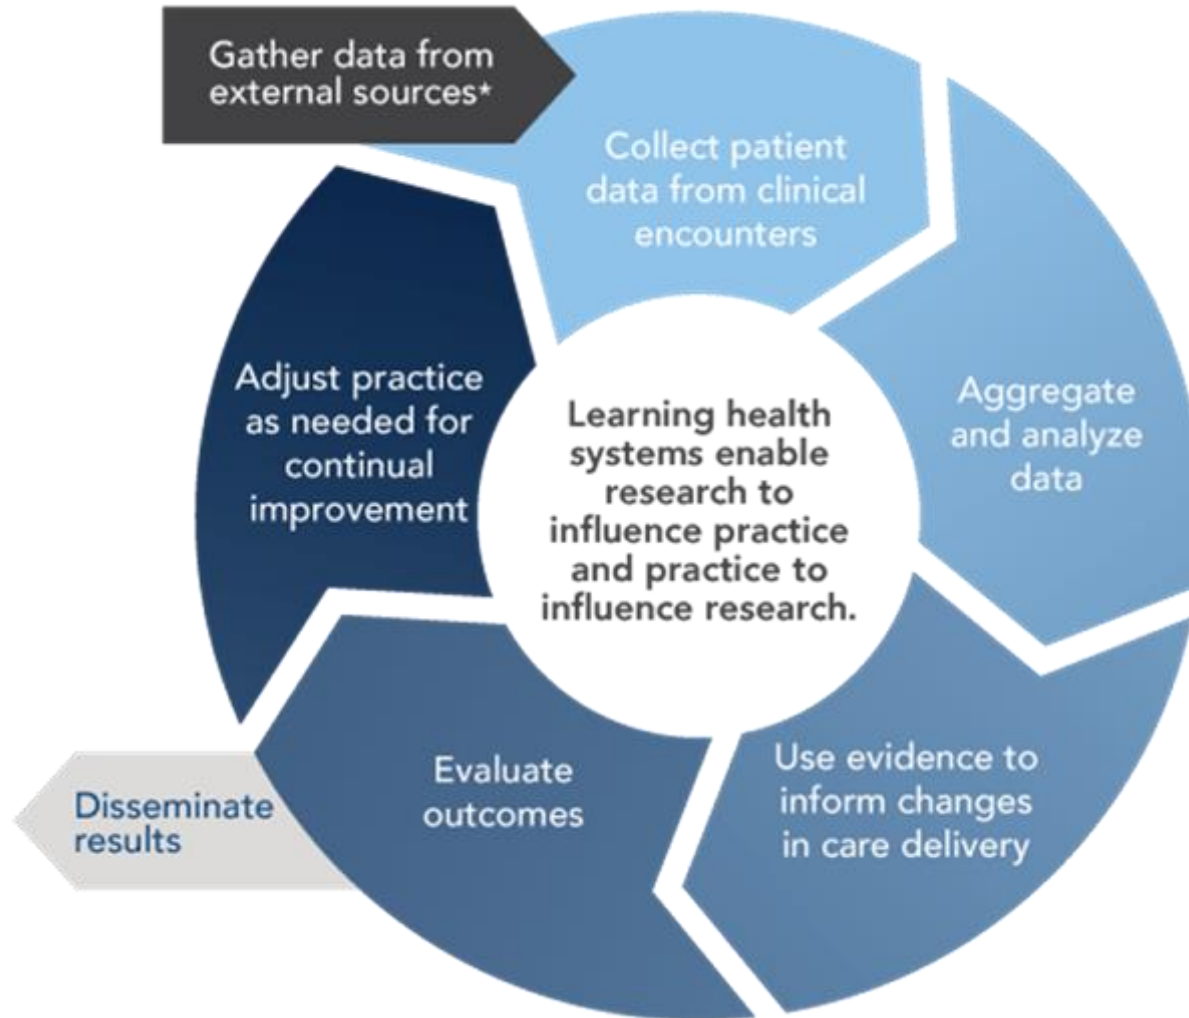 Gather data from
external sources*
Collect patient
data from clinical
encounters
Aggregate
and analyze
data
Use evidence to
inform changes
in care delivery
Evaluate
outcomes
Disseminate
results
Adjust practice
as needed for
continual
improvement
Learning health
systems enable
research to
influence practice
and practice to
influence research.